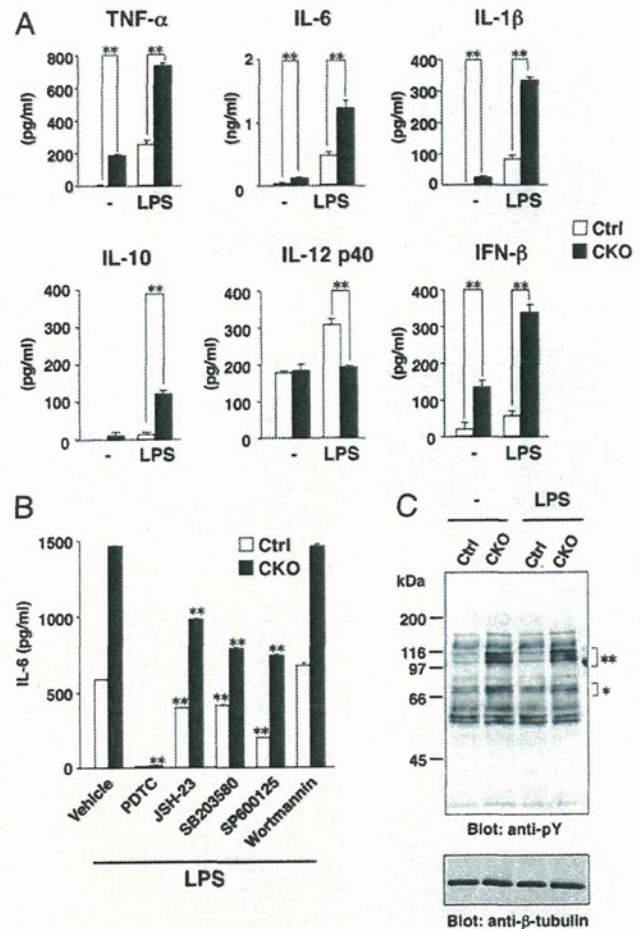 A
TNF-α
IL-6
IL-1β
** **
** **
** **
(pg/ml)
800
600
400
200
0
- LPS
(ng/ml)
2
1
0
- LPS
(pg/ml)
400
300
200
100
0
- LPS
Ctrl
CKO
IL-10
IL-12 p40
IFN-β
**
**
** **
(pg/ml)
400
300
200
100
0
- LPS
(pg/ml)
400
300
200
100
0
- LPS
(pg/ml)
400
300
200
100
0
- LPS
B
Ctrl
CKO
IL-6 (pg/ml)
1500
1000
500
0
**
** **
** **
** **
Vehicle
PDTC
JSH-23
SB203580
SP600125
Wortmannin
LPS
C
- LPS
Ctrl CKO Ctrl CKO
kDa
200
116
97
66
45
**
*
Blot: anti-pY
Blot: anti-β-tubulin